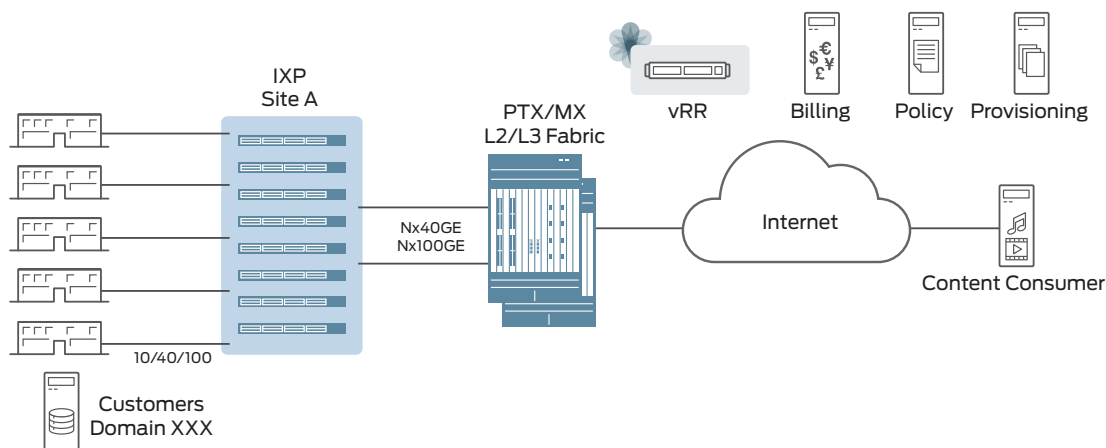 IXP
Site A
PTX/MX
L2/L3 Fabric
vRR
$€
£¥
Billing
Policy
Provisioning
Nx40GE
Nx100GE
Internet
Content Consumer
10/40/100
Customers
Domain XXX